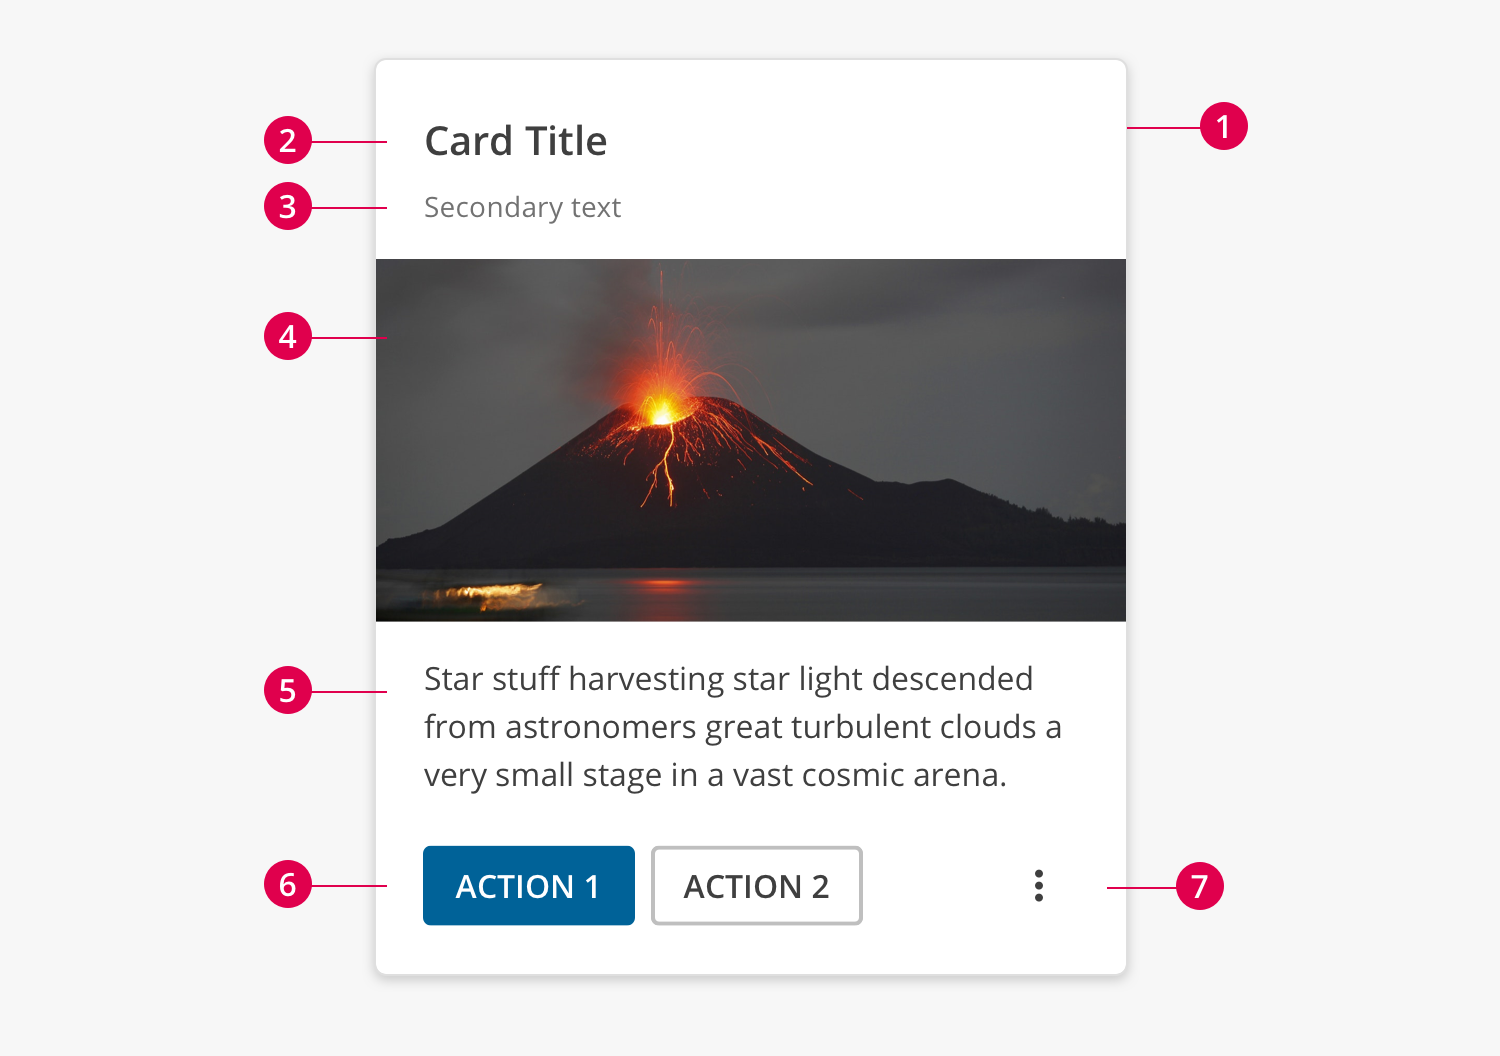 1
2 Card Title
3 Secondary text
4
5 Star stuff harvesting star light descended
from astronomers great turbulent clouds a
very small stage in a vast cosmic arena.
6 ACTION 1 ACTION 2 7